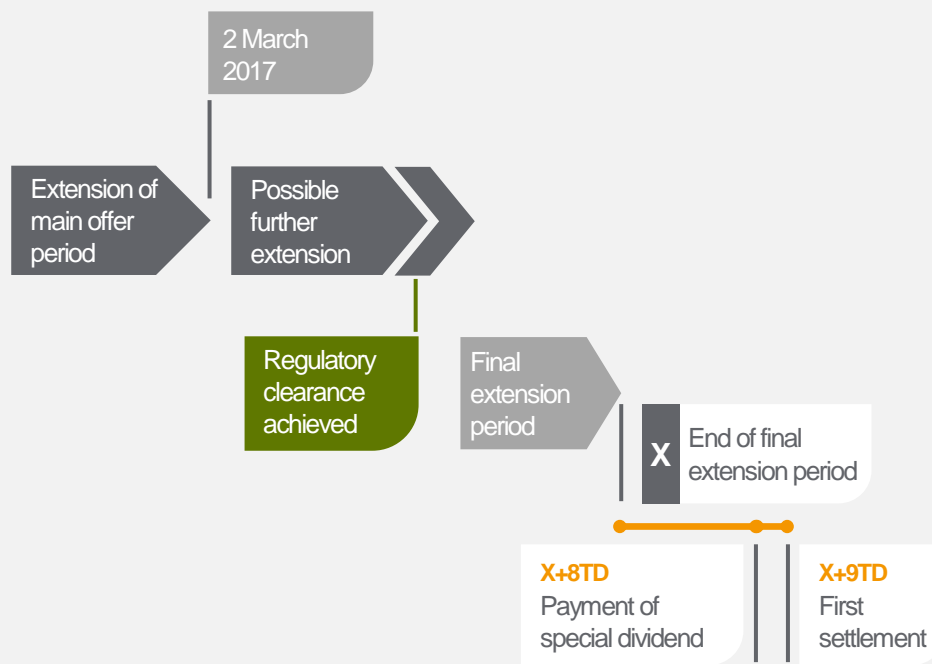 2 March
2017
Extension of
main offer
period
Possible
further
extension
Regulatory
clearance
achieved
Final
extension
period
X
End of final
extension period
X+8TD
Payment of
special dividend
X+9TD
First
settlement